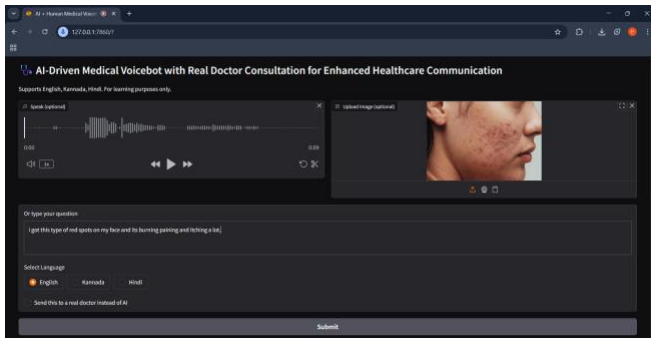 AI + Human Medical Voice
127.0.0.1:7860/?
AI-Driven Medical Voicebot with Real Doctor Consultation for Enhanced Healthcare Communication
Supports English, Kannada, Hindi. For learning purposes only.
Speak (optional)
Upload Image (optional)
0:00
0:09
1x
Or type your question
I got this type of red spots on my face and its burning paining and itching a lot.
Select Language
English
Kannada
Hindi
Send this to a real doctor instead of AI
Submit